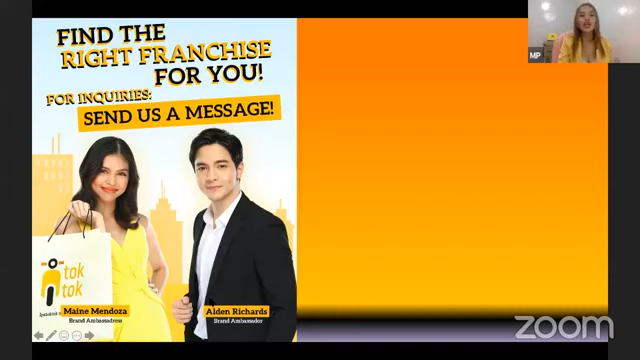 FIND THE
RIGHT FRANCHISE
FOR YOU!
FOR INQUIRIES:
SEND US A MESSAGE!
tok
tok
Maine Mendoza
Brand Ambassadress
Alden Richards
Brand Ambassador
MP
zoom